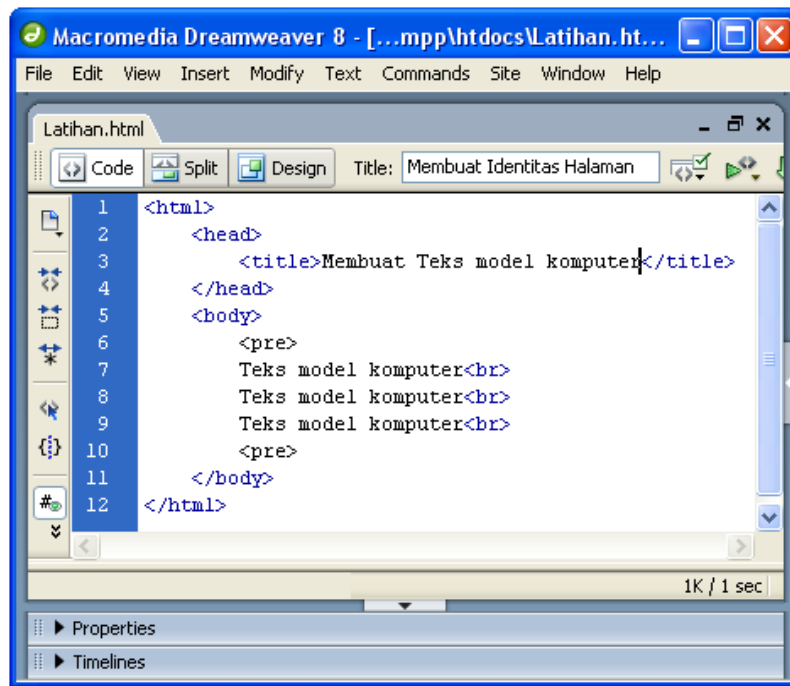 Macromedia Dreamweaver 8 - [...mpp\htdocs\Latihan.ht...
File Edit View Insert Modify Text Commands Site Window Help
Latihan.html
Code Split Design Title: Membuat Identitas Halaman
1 <html>
2 <head>
3 <title>Membuat Teks model komputer</title>
4 </head>
5 <body>
6 <pre>
7 Teks model komputer<br>
8 Teks model komputer<br>
9 Teks model komputer<br>
10 <pre>
11 </body>
12 </html>
1K / 1 sec
Properties
Timelines